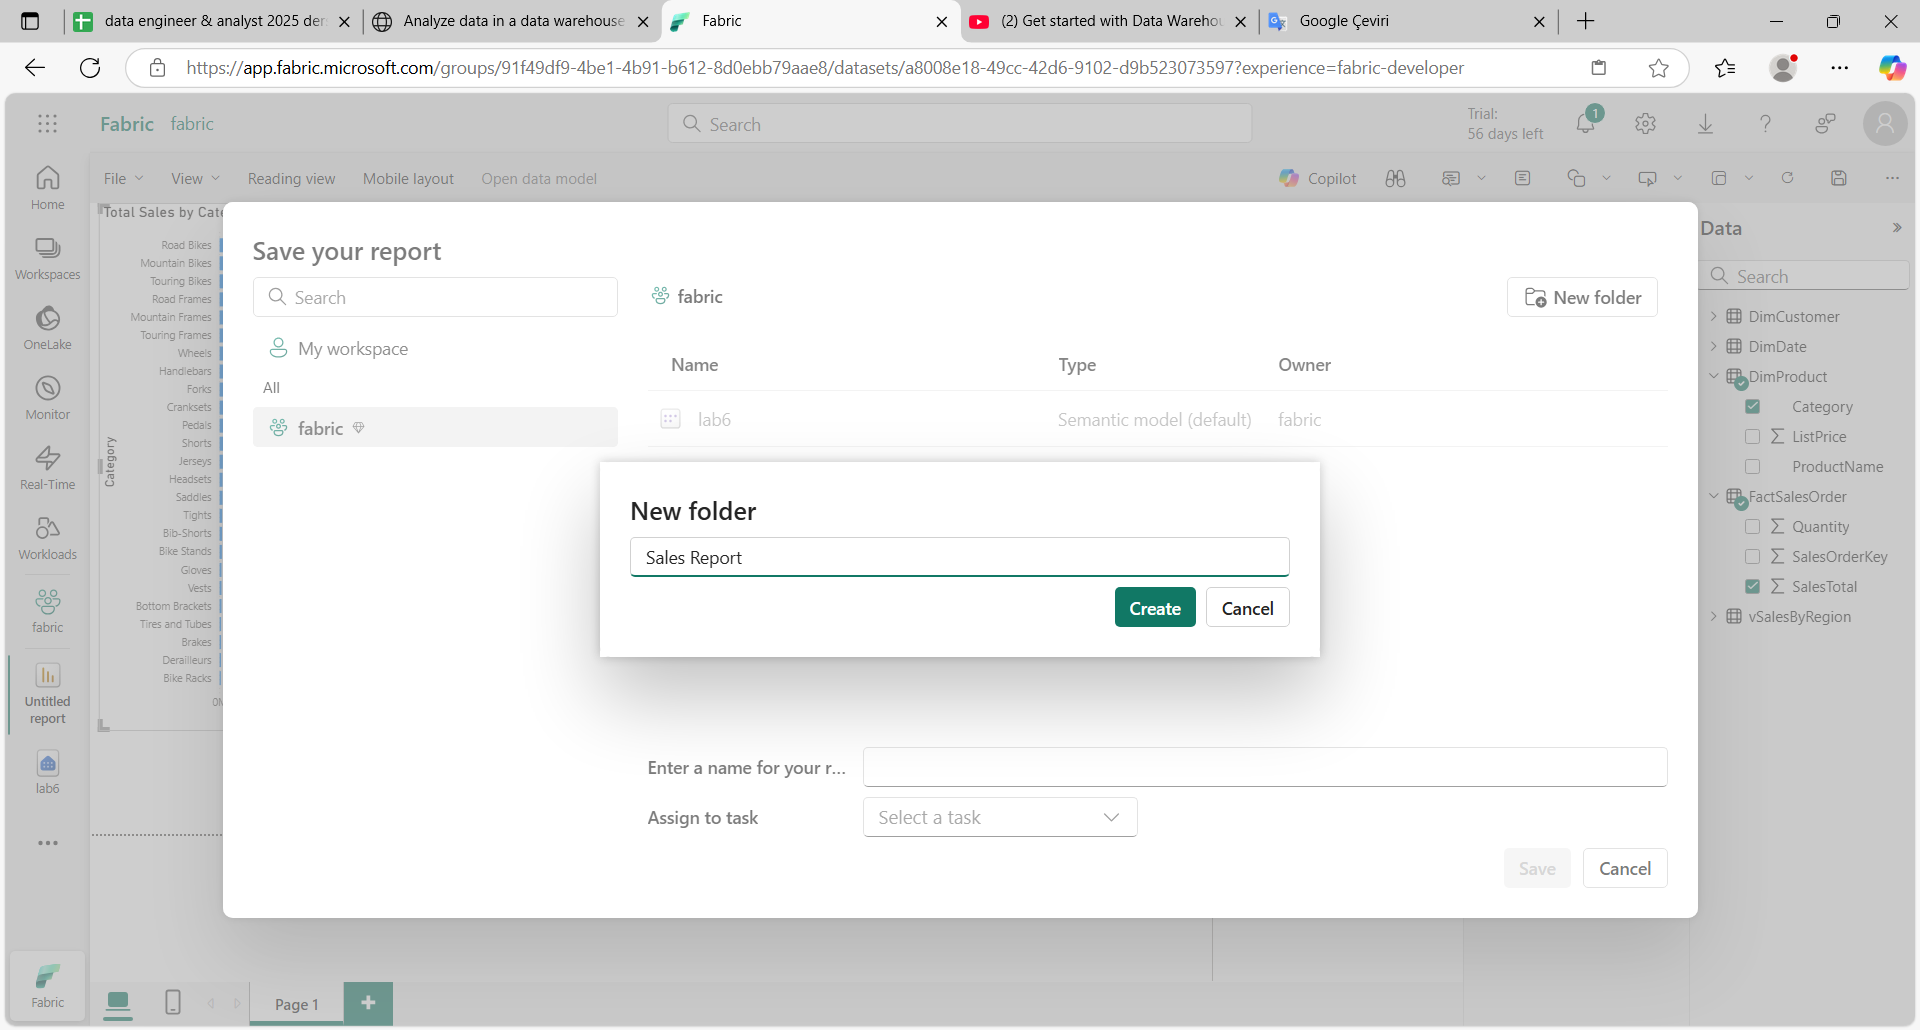 data engineer & analyst 2025 der
Analyze data in a data warehouse
Fabric
(2) Get started with Data Wareho
Google Çeviri
https://app.fabric.microsoft.com/groups/91f49df9-4be1-4b91-b612-8d0ebb79aae8/datasets/a8008e18-49cc-42d6-9102-d9b523073597?experience=fabric-developer
Fabric fabric
Search
Trial:
56 days left
1
Home
Workspaces
OneLake
Monitor
Real-Time
Workloads
fabric
Untitled
report
lab6
Fabric
File
View
Reading view
Mobile layout
Open data model
Copilot
Total Sales by Cate
Category
Road Bikes
Mountain Bikes
Touring Bikes
Road Frames
Mountain Frames
Touring Frames
Wheels
Handlebars
Forks
Cranksets
Pedals
Shorts
Jerseys
Headsets
Saddles
Tights
Bib-Shorts
Bike Stands
Gloves
Vests
Bottom Brackets
Tires and Tubes
Brakes
Derailleurs
Bike Racks
0M
Save your report
Search
My workspace
All
fabric
fabric
New folder
Name Type Owner
lab6 Semantic model (default) fabric
New folder
Sales Report
Create
Cancel
Enter a name for your r...
Assign to task
Select a task
Save
Cancel
Data
Search
DimCustomer
DimDate
DimProduct
Category
ListPrice
ProductName
FactSalesOrder
Quantity
SalesOrderKey
SalesTotal
vSalesByRegion
Page 1